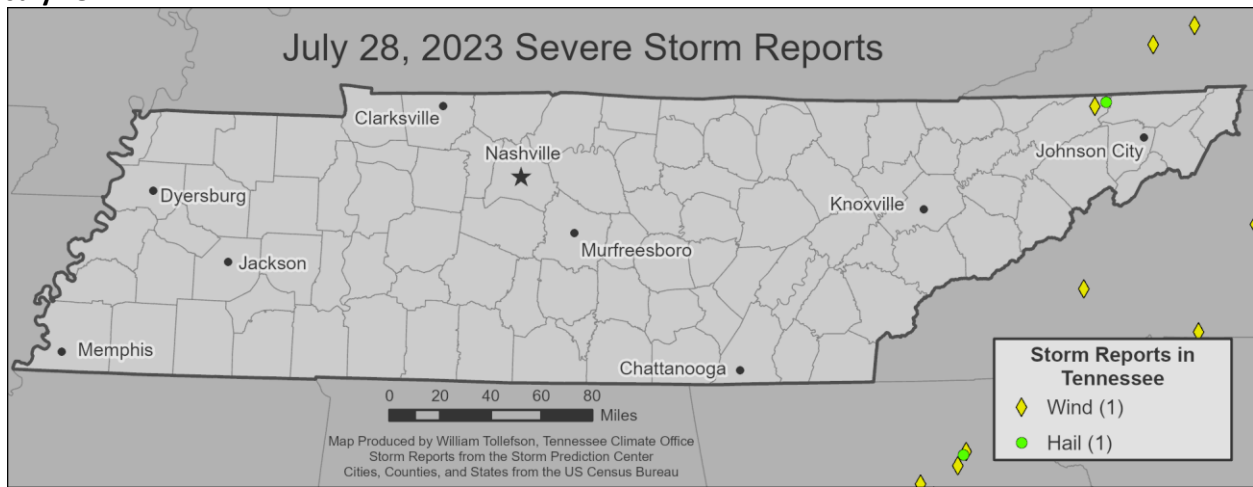 July 28, 2023 Severe Storm Reports
Clarksville
Nashville
Johnson City
Dyersburg
Knoxville
Murfreesboro
Jackson
Memphis
Chattanooga
0 20 40 60 80
Miles
Map Produced by William Tollefson, Tennessee Climate Office
Storm Reports from the Storm Prediction Center
Cities, Counties, and States from the US Census Bureau
Storm Reports in
Tennessee
Wind (1)
Hail (1)